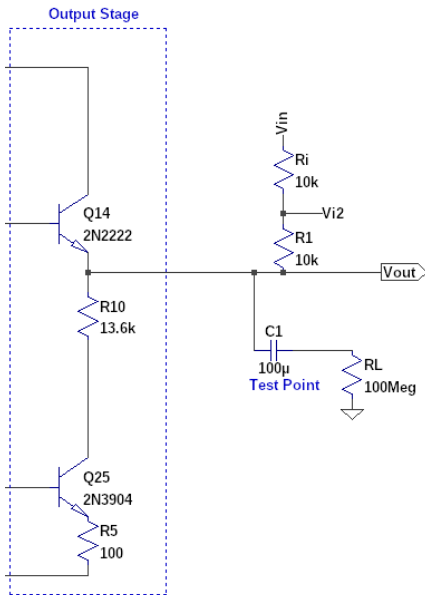 Output Stage
Vin
Ri
10k
Q14
2N2222
Vi2
R1
10k
Vout
R10
13.6k
C1
100µ
Test Point
RL
100Meg
Q25
2N3904
R5
100